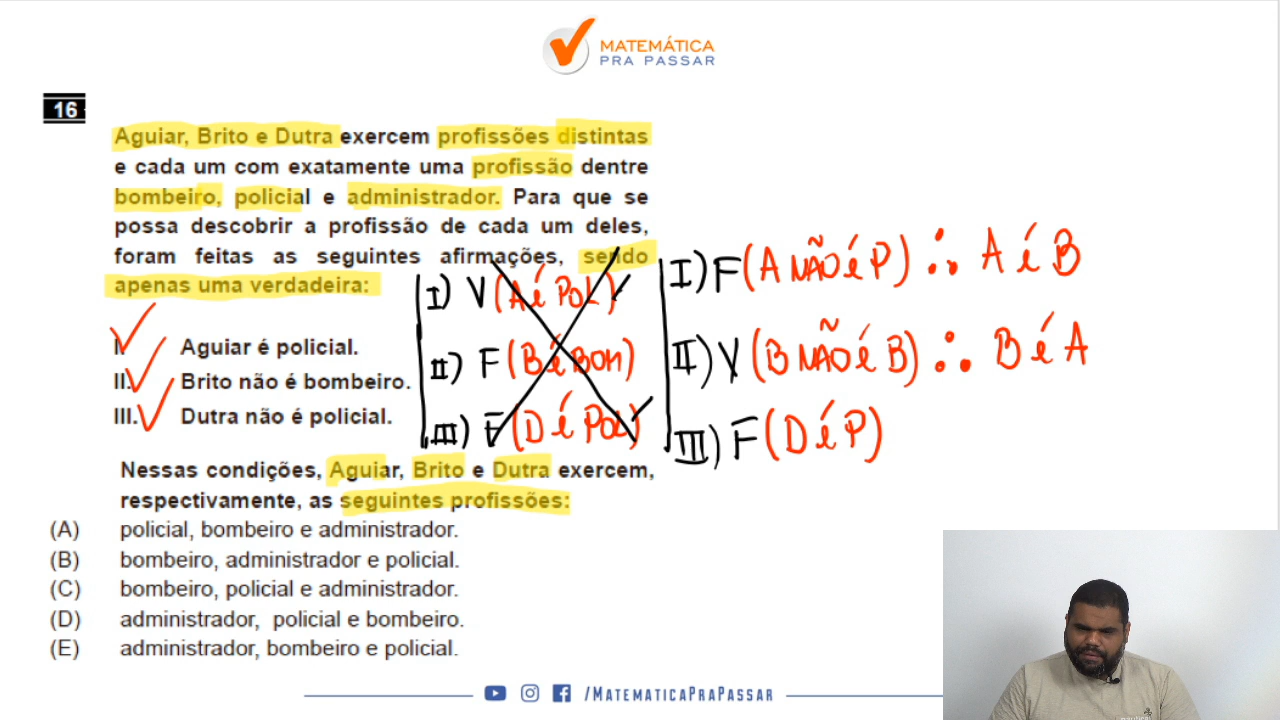 MATEMÁTICA
PRA PASSAR
16
Aguiar, Brito e Dutra exercem profissões distintas
e cada um com exatamente uma profissão dentre
bombeiro, policial e administrador. Para que se
possa descobrir a profissão de cada um deles,
foram feitas as seguintes afirmações, sendo
apenas uma verdadeira:
I. Aguiar é policial.
II. Brito não é bombeiro.
III. Dutra não é policial.
I) V (A é POL)
II) F (B é BOM)
III) F (D é POL)
I) F (A NÃO é P) ∴ A é B
II) V (B NÃO é B) ∴ B é A
III) F (D é P)
Nessas condições, Aguiar, Brito e Dutra exercem,
respectivamente, as seguintes profissões:
(A) policial, bombeiro e administrador.
(B) bombeiro, administrador e policial.
(C) bombeiro, policial e administrador.
(D) administrador, policial e bombeiro.
(E) administrador, bombeiro e policial.
/MATEMATICAPRAPASSAR